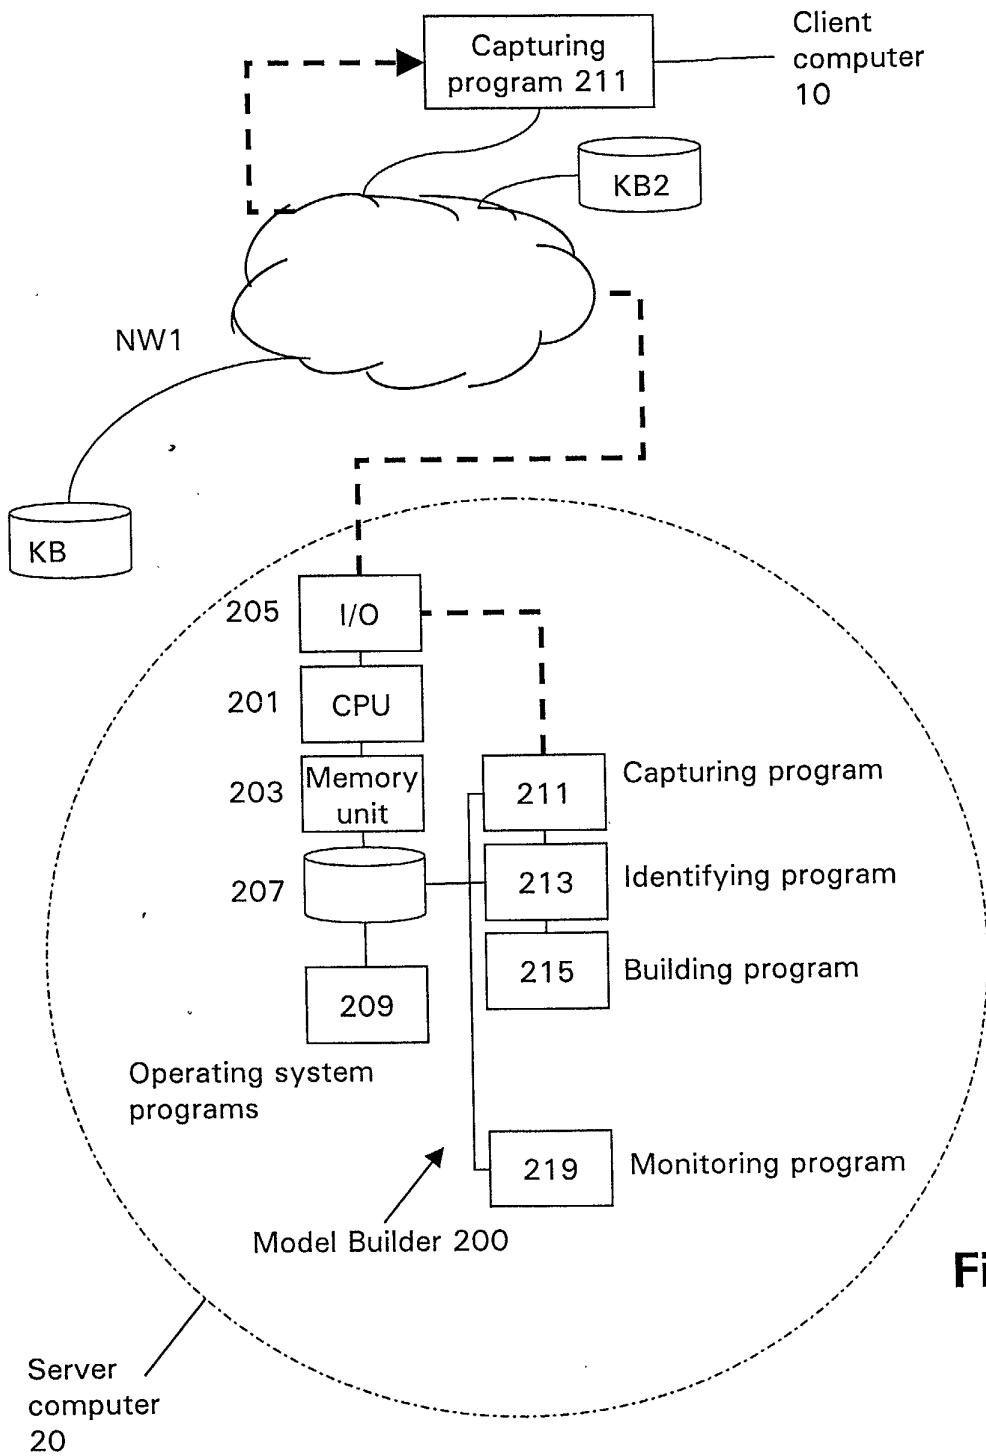 Capturing
program 211
Client
computer
10
KB2
NW1
KB
205
I/O
201
CPU
203
Memory
unit
207
211
Capturing program
213
Identifying program
215
Building program
209
Operating system
programs
219
Monitoring program
Model Builder 200
Fi
Server
computer
20